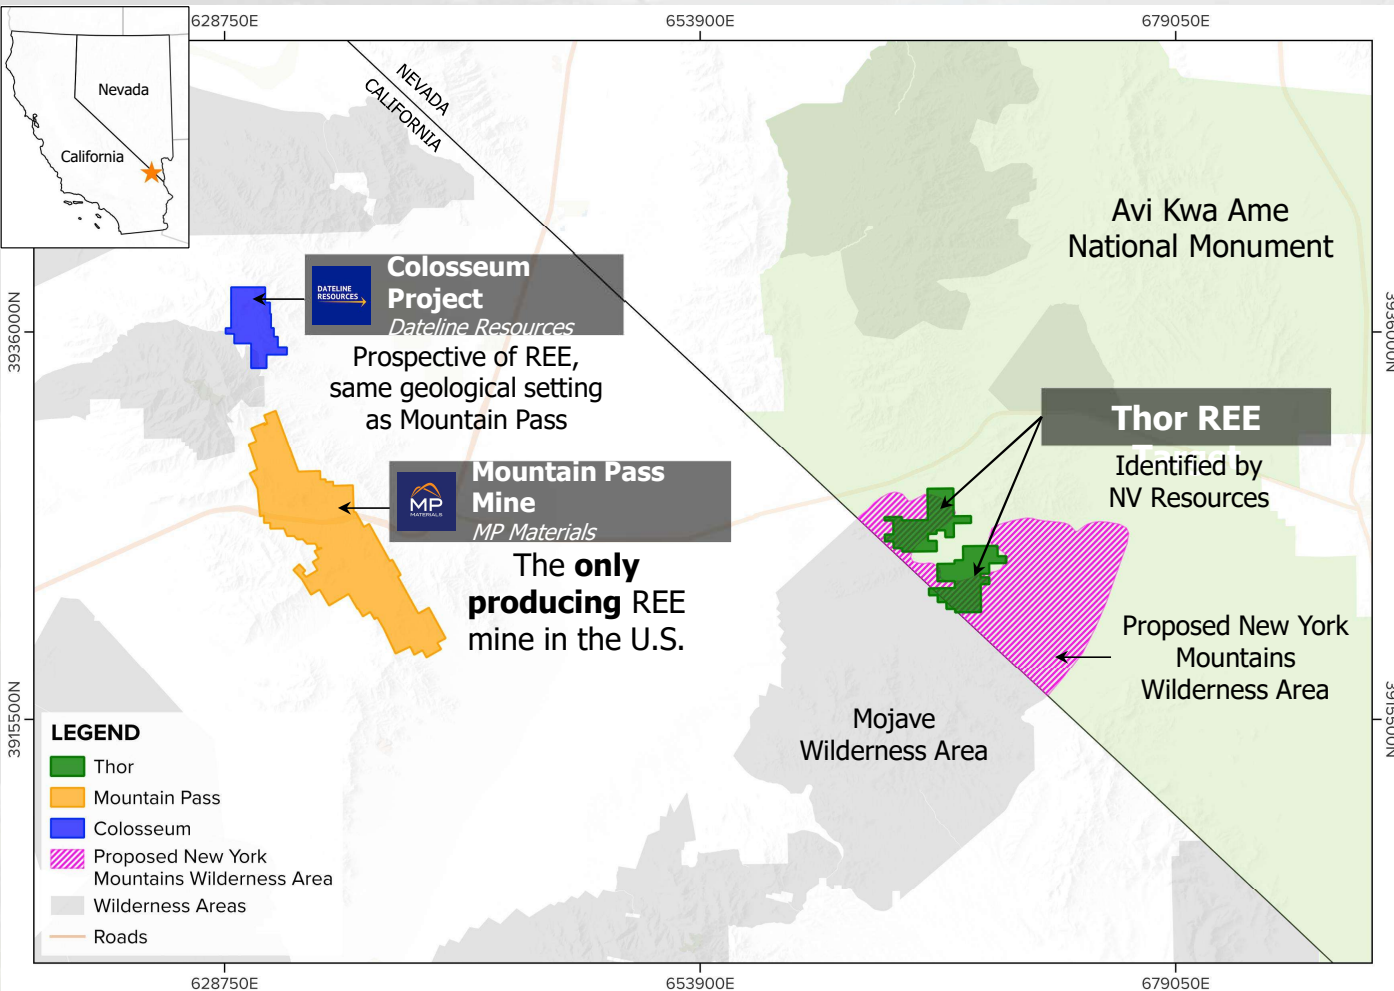 628750E
653900E
679050E
Nevada
California
NEVADA
CALIFORNIA
3936000N
3936000N
Avi Kwa Ame
National Monument
DATELINE
RESOURCES
Colosseum
Project
Dateline Resources
Prospective of REE,
same geological setting
as Mountain Pass
Thor REE
Target
Identified by
NV Resources
MP
MATERIALS
Mountain Pass
Mine
MP Materials
The only
producing REE
mine in the U.S.
Proposed New York
Mountains
Wilderness Area
Mojave
Wilderness Area
3915500N
3915500N
LEGEND
Thor
Mountain Pass
Colosseum
Proposed New York
Mountains Wilderness Area
Wilderness Areas
Roads
628750E
653900E
679050E